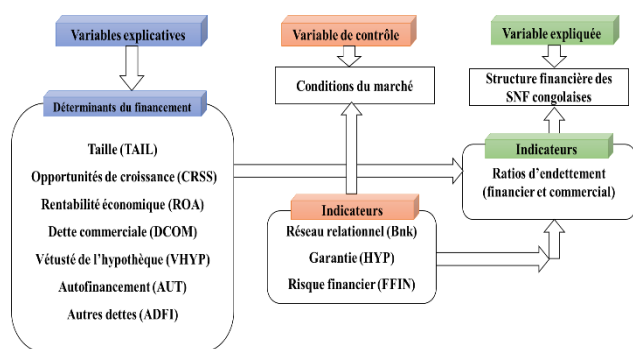 Variables explicatives
Déterminants du financement
Taille (TAIL)
Opportunités de croissance (CRSS)
Rentabilité économique (ROA)
Dette commerciale (DCOM)
Vétusté de l'hypothèque (VHYP)
Autofinancement (AUT)
Autres dettes (ADFI)
Variable de contrôle
Conditions du marché
Indicateurs
Réseau relationnel (Bnk)
Garantie (HYP)
Risque financier (FFIN)
Variable expliquée
Structure financière des
SNF congolaises
Indicateurs
Ratios d'endettement
(financier et commercial)